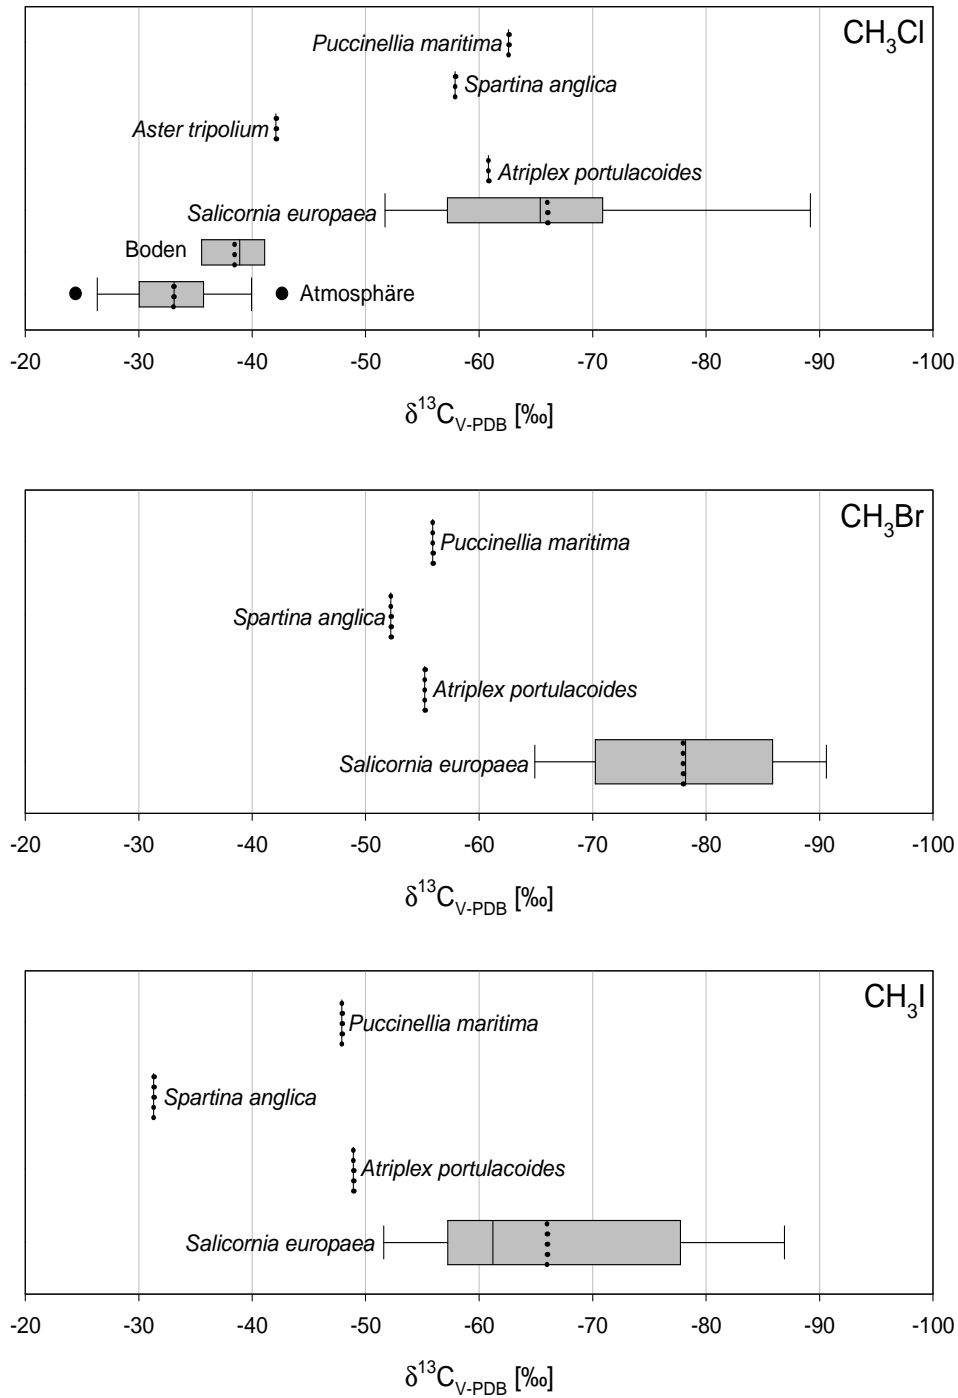 CH₃Cl
Puccinellia maritima
Spartina anglica
Aster tripolium
Atriplex portulacoides
Salicornia europaea
Boden
Atmosphäre
-20 -30 -40 -50 -60 -70 -80 -90 -100
δ¹³C V-PDB [‰]
CH₃Br
Puccinellia maritima
Spartina anglica
Atriplex portulacoides
Salicornia europaea
-20 -30 -40 -50 -60 -70 -80 -90 -100
δ¹³C V-PDB [‰]
CH₃I
Puccinellia maritima
Spartina anglica
Atriplex portulacoides
Salicornia europaea
-20 -30 -40 -50 -60 -70 -80 -90 -100
δ¹³C V-PDB [‰]